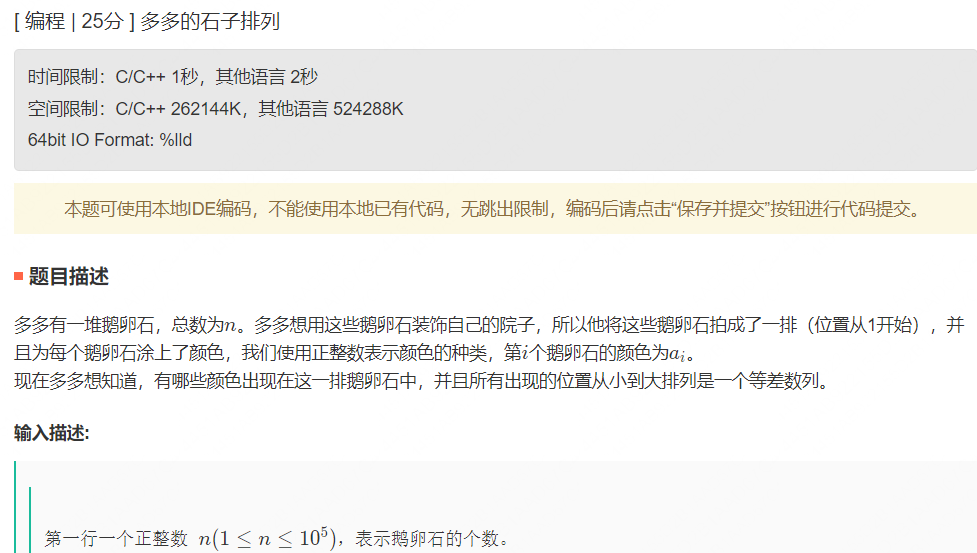 [ 编程 | 25分 ] 多多的石子排列
时间限制：C/C++ 1秒，其他语言 2秒
空间限制：C/C++ 262144K，其他语言 524288K
64bit IO Format: %lld
本题可使用本地IDE编码，不能使用本地已有代码，无跳出限制，编码后请点击“保存并提交”按钮进行代码提交。
题目描述
多多有一堆鹅卵石，总数为n。多多想用这些鹅卵石装饰自己的院子，所以他将这些鹅卵石拍成了一排（位置从1开始），并
且为每个鹅卵石涂上了颜色，我们使用正整数表示颜色的种类，第i个鹅卵石的颜色为aᵢ。
现在多多想知道，有哪些颜色出现在这一排鹅卵石中，并且所有出现的位置从小到大排列是一个等差数列。
输入描述:
第一行一个正整数 n(1 ≤ n ≤ 10⁵)，表示鹅卵石的个数。